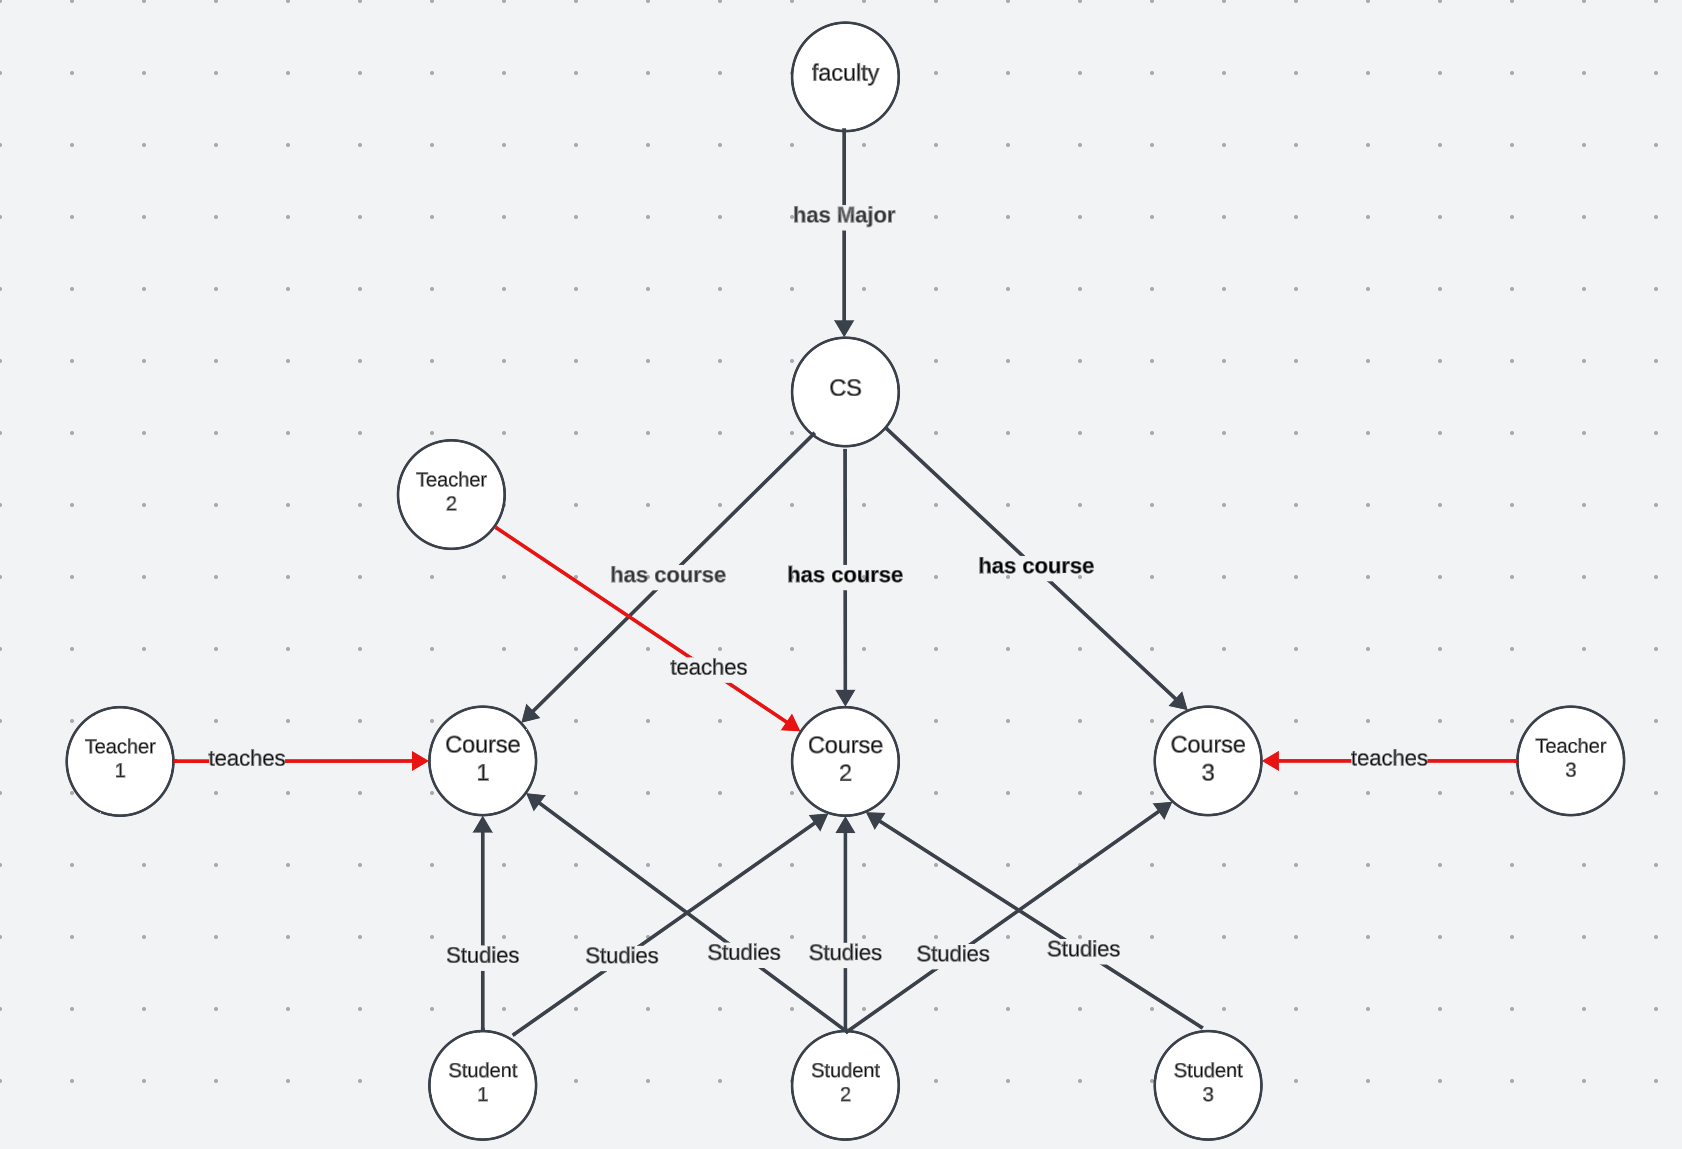 faculty
has Major
CS
Teacher
2
has course
has course
has course
teaches
Teacher
1
teaches
Course
1
Course
2
Course
3
teaches
Teacher
3
Studies
Studies
Studies
Studies
Studies
Studies
Student
1
Student
2
Student
3